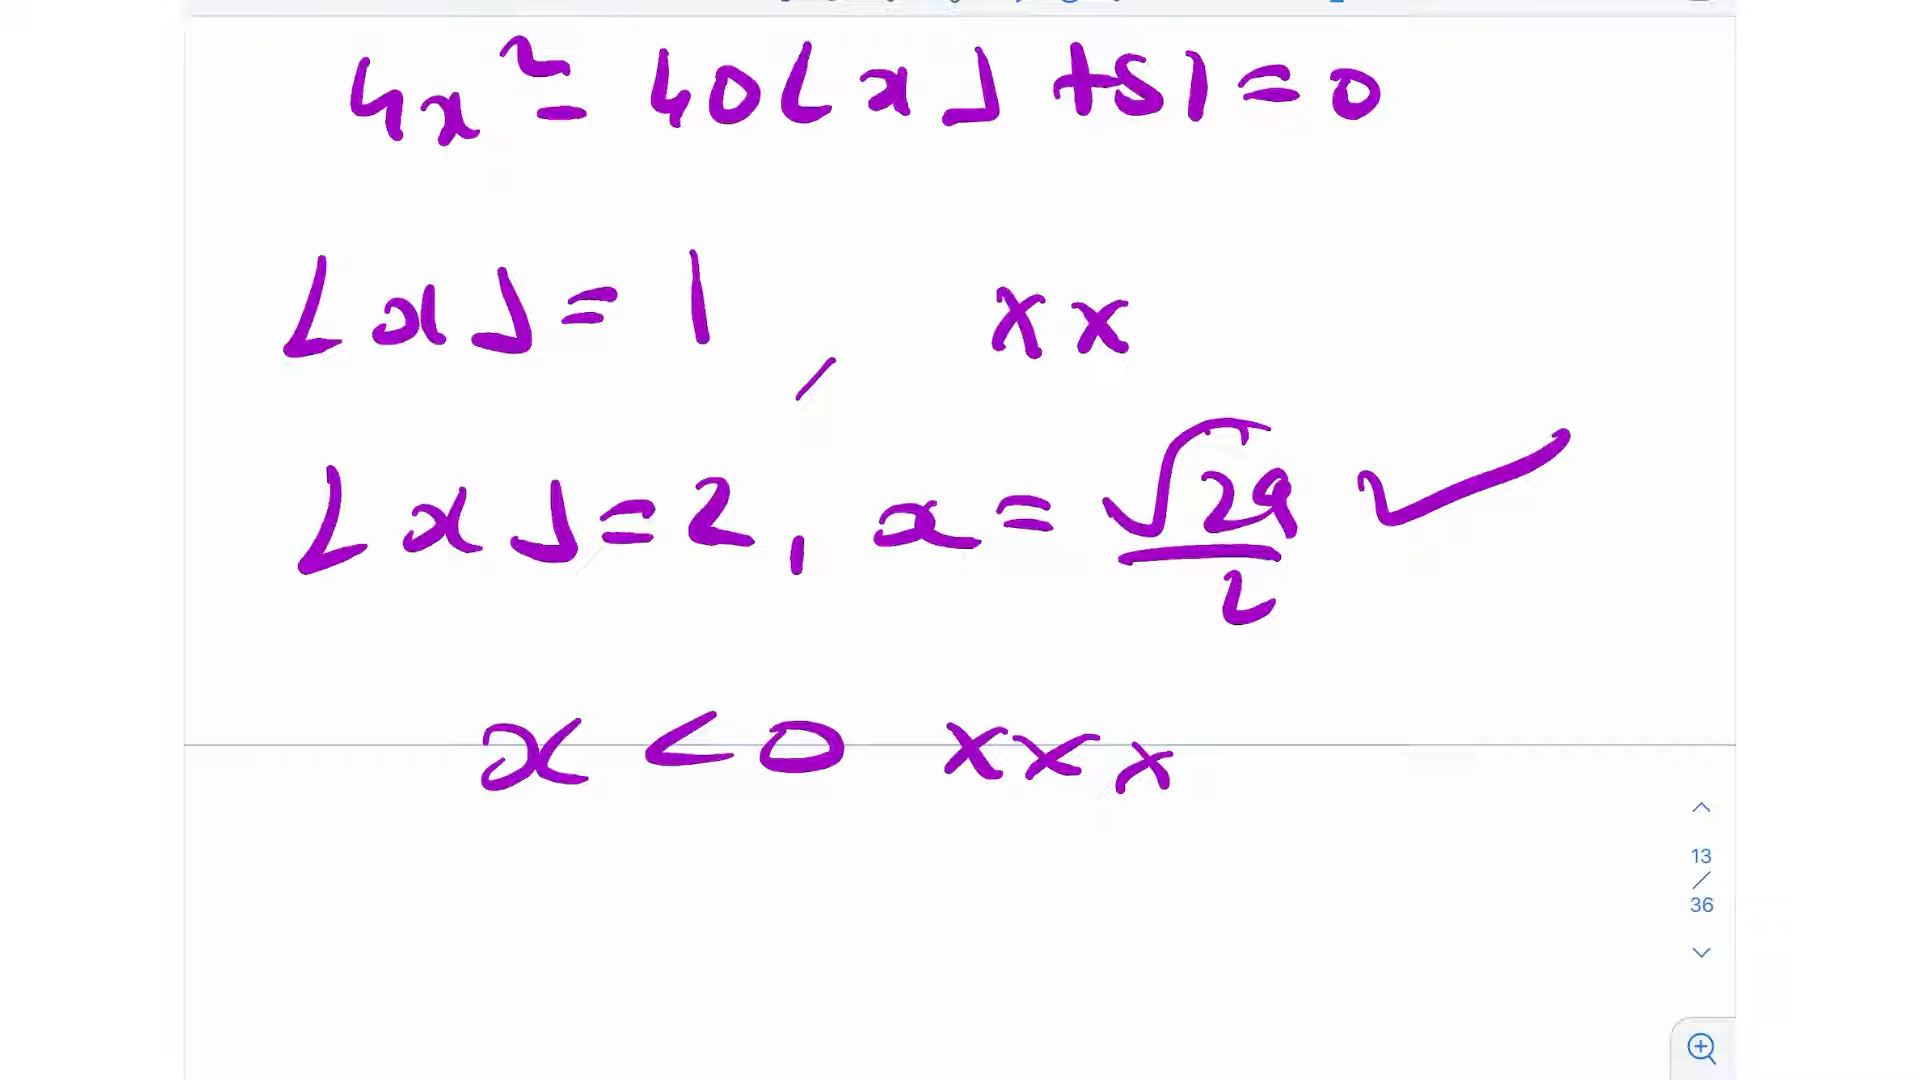 4x² - 40⌊x⌋ + 51 = 0
⌊x⌋ = 1, xx
⌊x⌋ = 2, x = √29/2 ✓
x < 0 xxx
13
/
36